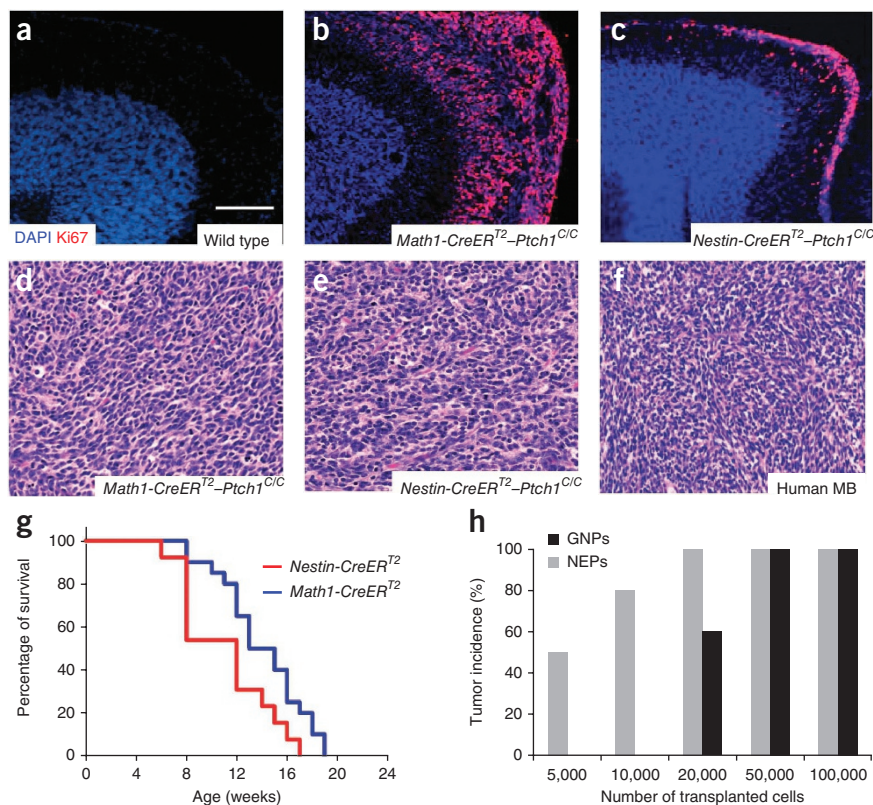 a
b
c
DAPI Ki67
Wild type
Math1-CreER^T2–Ptch1^C/C
Nestin-CreER^T2–Ptch1^C/C
d
e
f
Math1-CreER^T2–Ptch1^C/C
Nestin-CreER^T2–Ptch1^C/C
Human MB
g
Percentage of survival
100
80
60
40
20
0
0 4 8 12 16 20 24
Age (weeks)
Nestin-CreER^T2
Math1-CreER^T2
h
GNPs
NEPs
Tumor incidence (%)
100
80
60
40
20
0
5,000 10,000 20,000 50,000 100,000
Number of transplanted cells